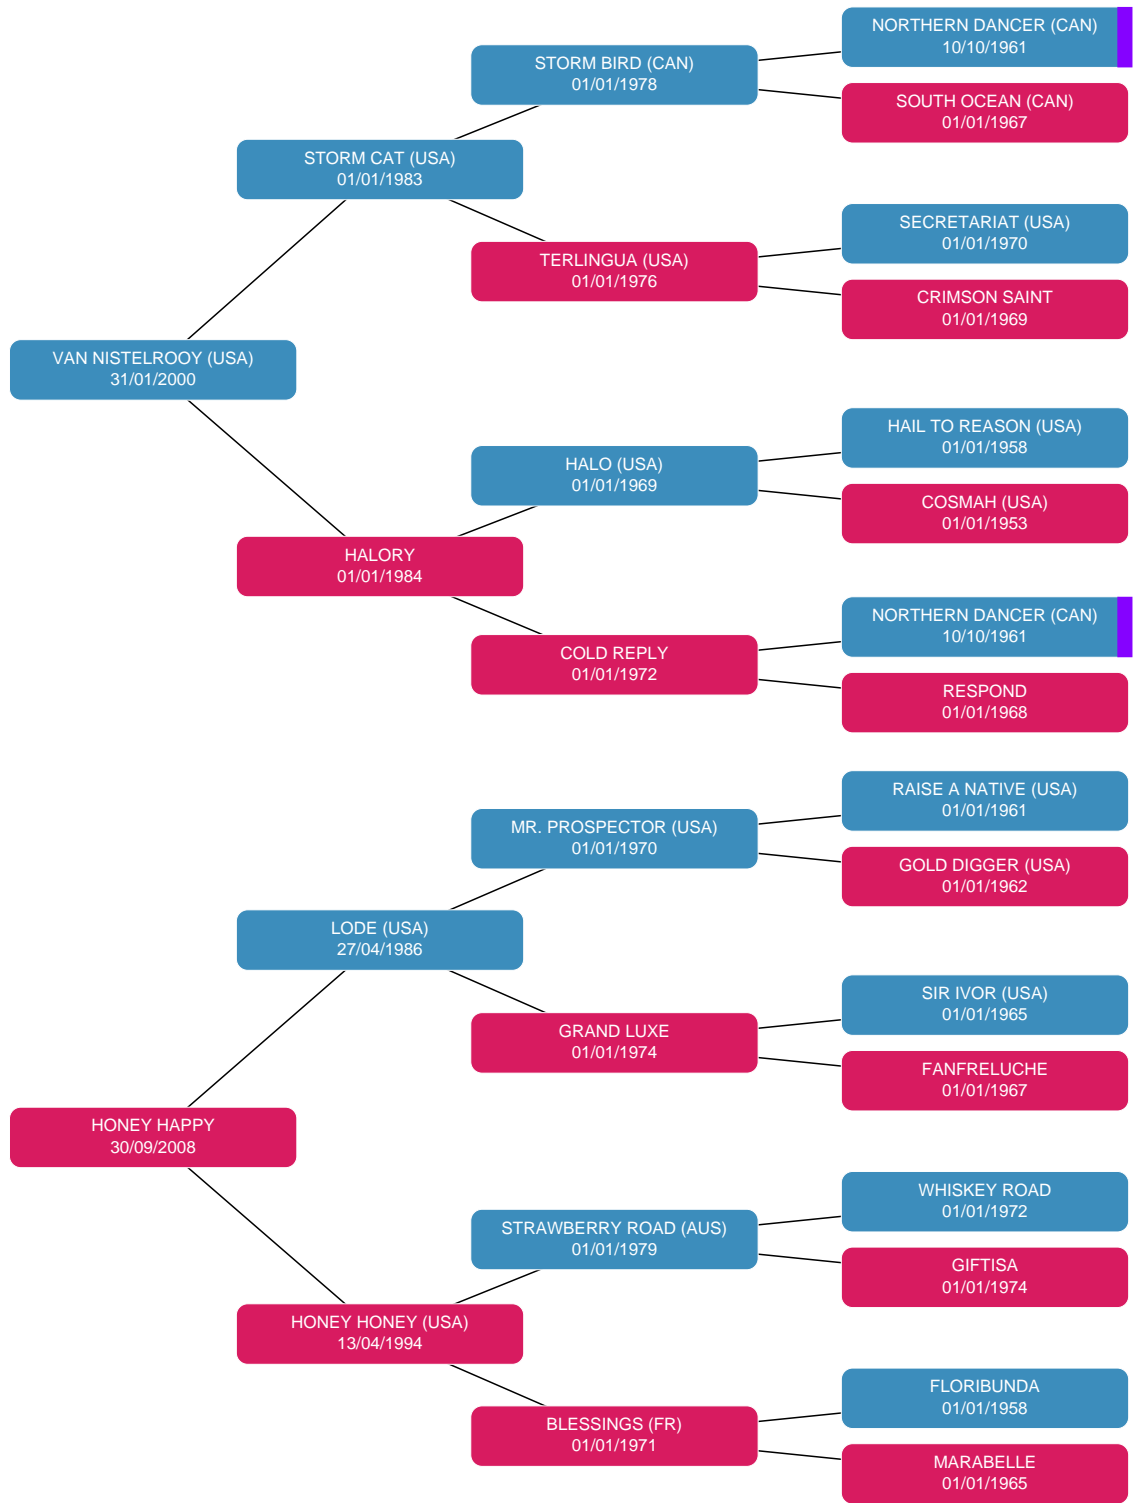 NORTHERN DANCER (CAN)
10/10/1961
STORM BIRD (CAN)
01/01/1978
SOUTH OCEAN (CAN)
01/01/1967
STORM CAT (USA)
01/01/1983
SECRETARIAT (USA)
01/01/1970
TERLINGUA (USA)
01/01/1976
CRIMSON SAINT
01/01/1969
VAN NISTELROOY (USA)
31/01/2000
HAIL TO REASON (USA)
01/01/1958
HALO (USA)
01/01/1969
COSMAH (USA)
01/01/1953
HALORY
01/01/1984
NORTHERN DANCER (CAN)
10/10/1961
COLD REPLY
01/01/1972
RESPOND
01/01/1968
RAISE A NATIVE (USA)
01/01/1961
MR. PROSPECTOR (USA)
01/01/1970
GOLD DIGGER (USA)
01/01/1962
LODE (USA)
27/04/1986
SIR IVOR (USA)
01/01/1965
GRAND LUXE
01/01/1974
FANFRELUCHE
01/01/1967
HONEY HAPPY
30/09/2008
WHISKEY ROAD
01/01/1972
STRAWBERRY ROAD (AUS)
01/01/1979
GIFTISA
01/01/1974
HONEY HONEY (USA)
13/04/1994
FLORIBUNDA
01/01/1958
BLESSINGS (FR)
01/01/1971
MARABELLE
01/01/1965